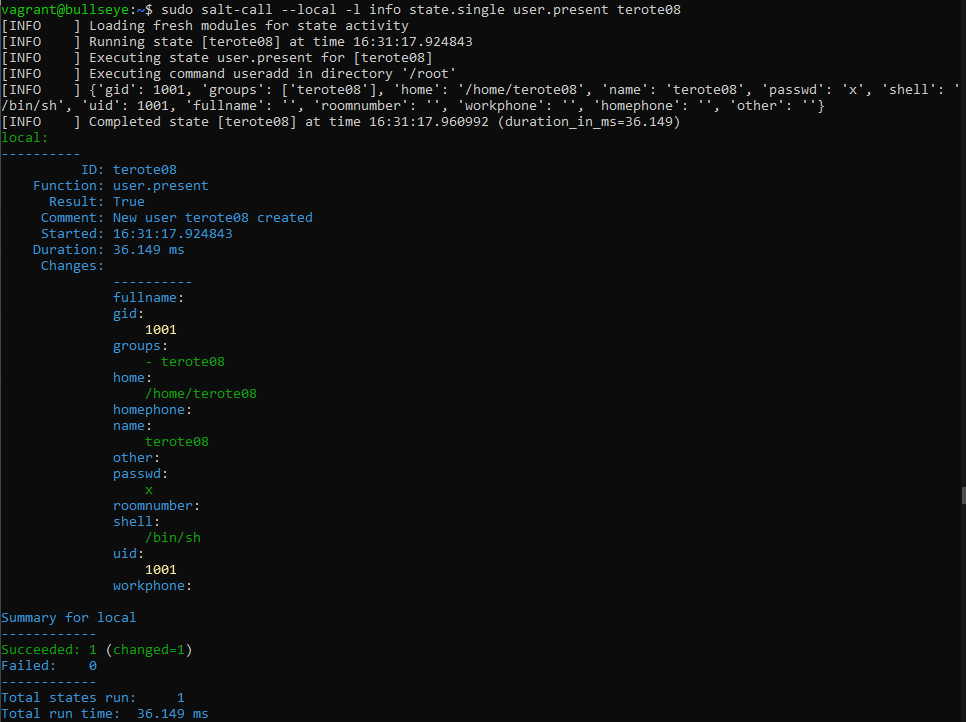 vagrant@bullseye:~$ sudo salt-call --local -l info state.single user.present terote08
[INFO    ] Loading fresh modules for state activity
[INFO    ] Running state [terote08] at time 16:31:17.924843
[INFO    ] Executing state user.present for [terote08]
[INFO    ] Executing command useradd in directory '/root'
[INFO    ] {'gid': 1001, 'groups': ['terote08'], 'home': '/home/terote08', 'name': 'terote08', 'passwd': 'x', 'shell': '
/bin/sh', 'uid': 1001, 'fullname': '', 'roomnumber': '', 'workphone': '', 'homephone': '', 'other': ''}
[INFO    ] Completed state [terote08] at time 16:31:17.960992 (duration_in_ms=36.149)
local:
----------
          ID: terote08
    Function: user.present
      Result: True
     Comment: New user terote08 created
     Started: 16:31:17.924843
    Duration: 36.149 ms
     Changes:
              ----------
              fullname:
              gid:
                  1001
              groups:
                  - terote08
              home:
                  /home/terote08
              homephone:
              name:
                  terote08
              other:
              passwd:
                  x
              roomnumber:
              shell:
                  /bin/sh
              uid:
                  1001
              workphone:

Summary for local
------------
Succeeded: 1 (changed=1)
Failed:    0
------------
Total states run:     1
Total run time:  36.149 ms